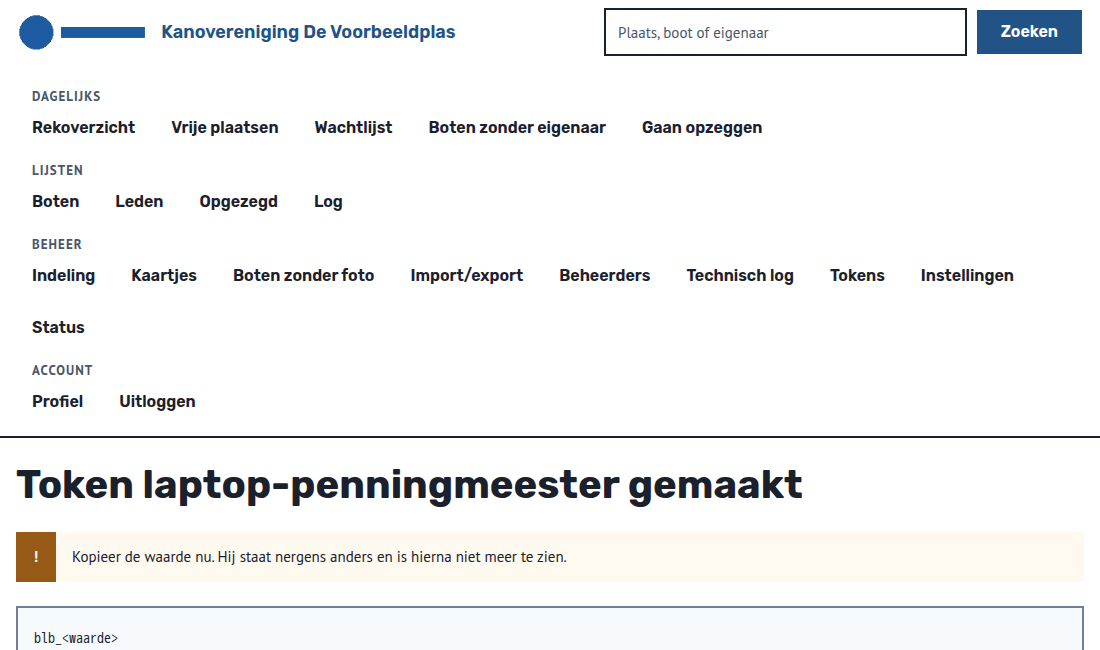 Kanovereniging De Voorbeeldplas
Plaats, boot of eigenaar
Zoeken
DAGELIJKS
Rekoverzicht Vrije plaatsen Wachtlijst Boten zonder eigenaar Gaan opzeggen
LIJSTEN
Boten Leden Opgezegd Log
BEHEER
Indeling Kaartjes Boten zonder foto Import/export Beheerders Technisch log Tokens Instellingen
Status
ACCOUNT
Profiel Uitloggen
Token laptop-penningmeester gemaakt
! Kopieer de waarde nu. Hij staat nergens anders en is hierna niet meer te zien.
blb_<waarde>